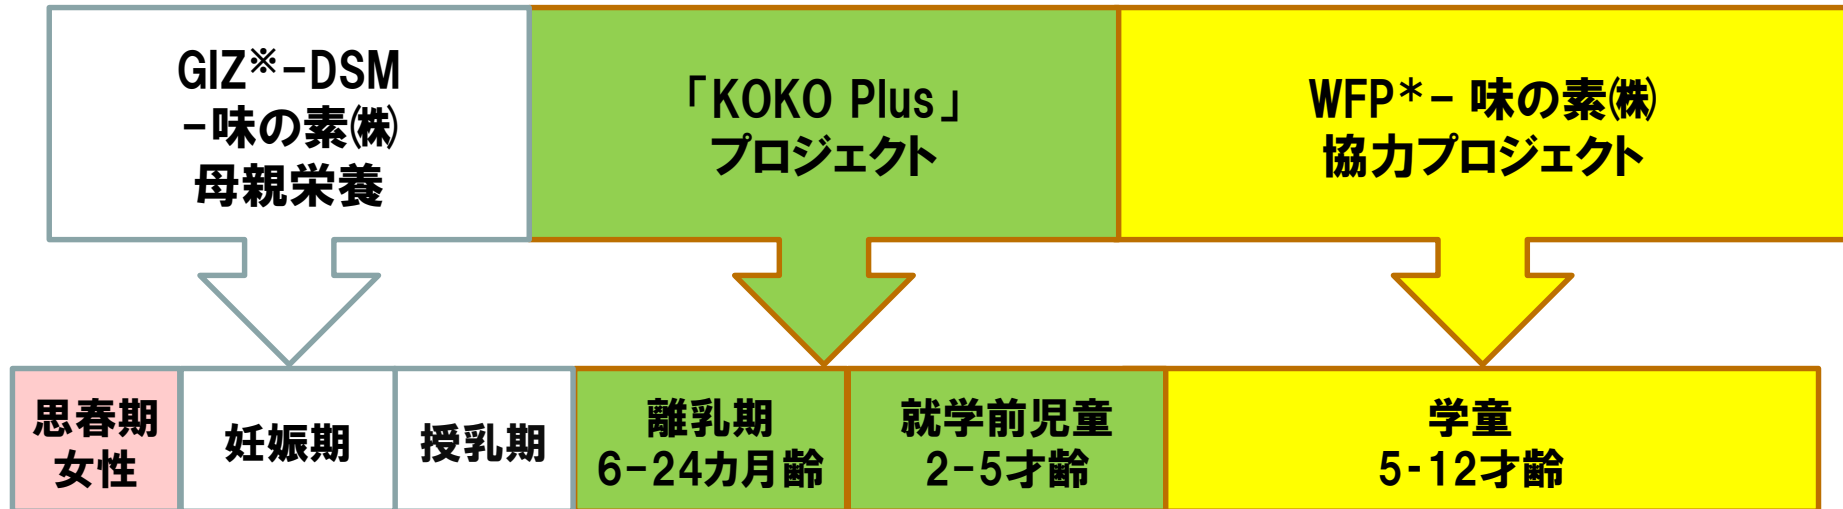 GIZ※-DSM
-味の素㈱
母親栄養
「KOKO Plus」
プロジェクト
WFP*- 味の素㈱
協力プロジェクト
思春期
女性
妊娠期
授乳期
離乳期
6-24カ月齢
就学前児童
2-5才齢
学童
5-12才齢